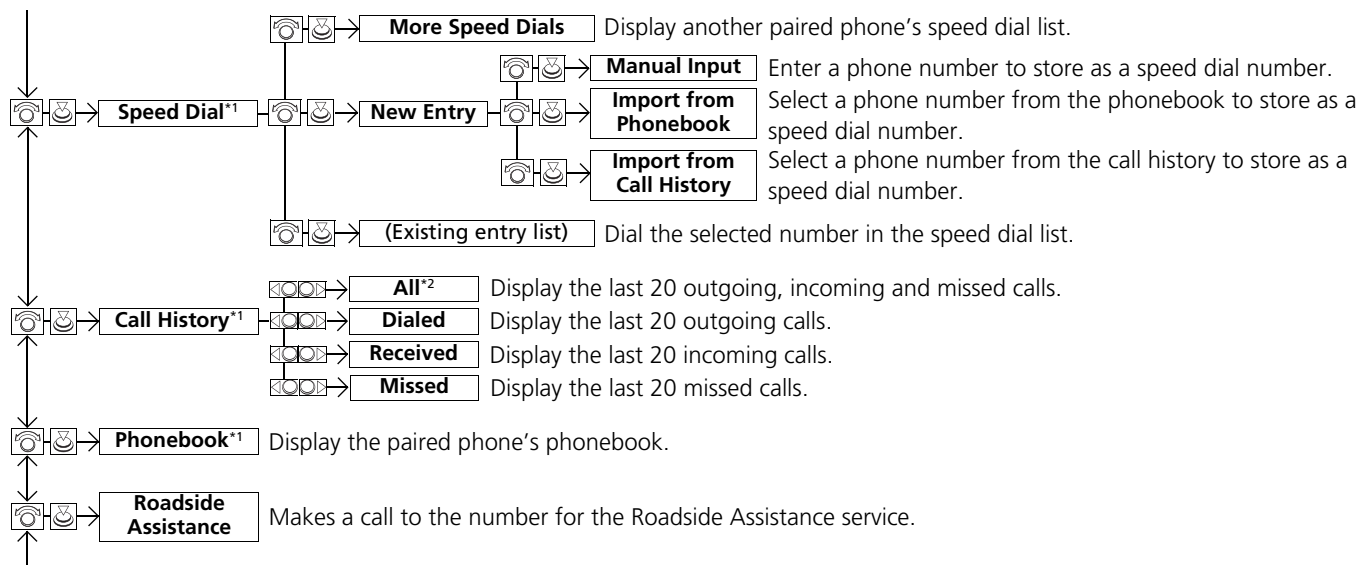 More Speed Dials Display another paired phone's speed dial list.
Manual Input Enter a phone number to store as a speed dial number.
Speed Dial*1 New Entry Import from Phonebook Select a phone number from the phonebook to store as a
speed dial number.
Import from Call History Select a phone number from the call history to store as a
speed dial number.
(Existing entry list) Dial the selected number in the speed dial list.
All*2 Display the last 20 outgoing, incoming and missed calls.
Call History*1 Dialed Display the last 20 outgoing calls.
Received Display the last 20 incoming calls.
Missed Display the last 20 missed calls.
Phonebook*1 Display the paired phone's phonebook.
Roadside
Assistance Makes a call to the number for the Roadside Assistance service.